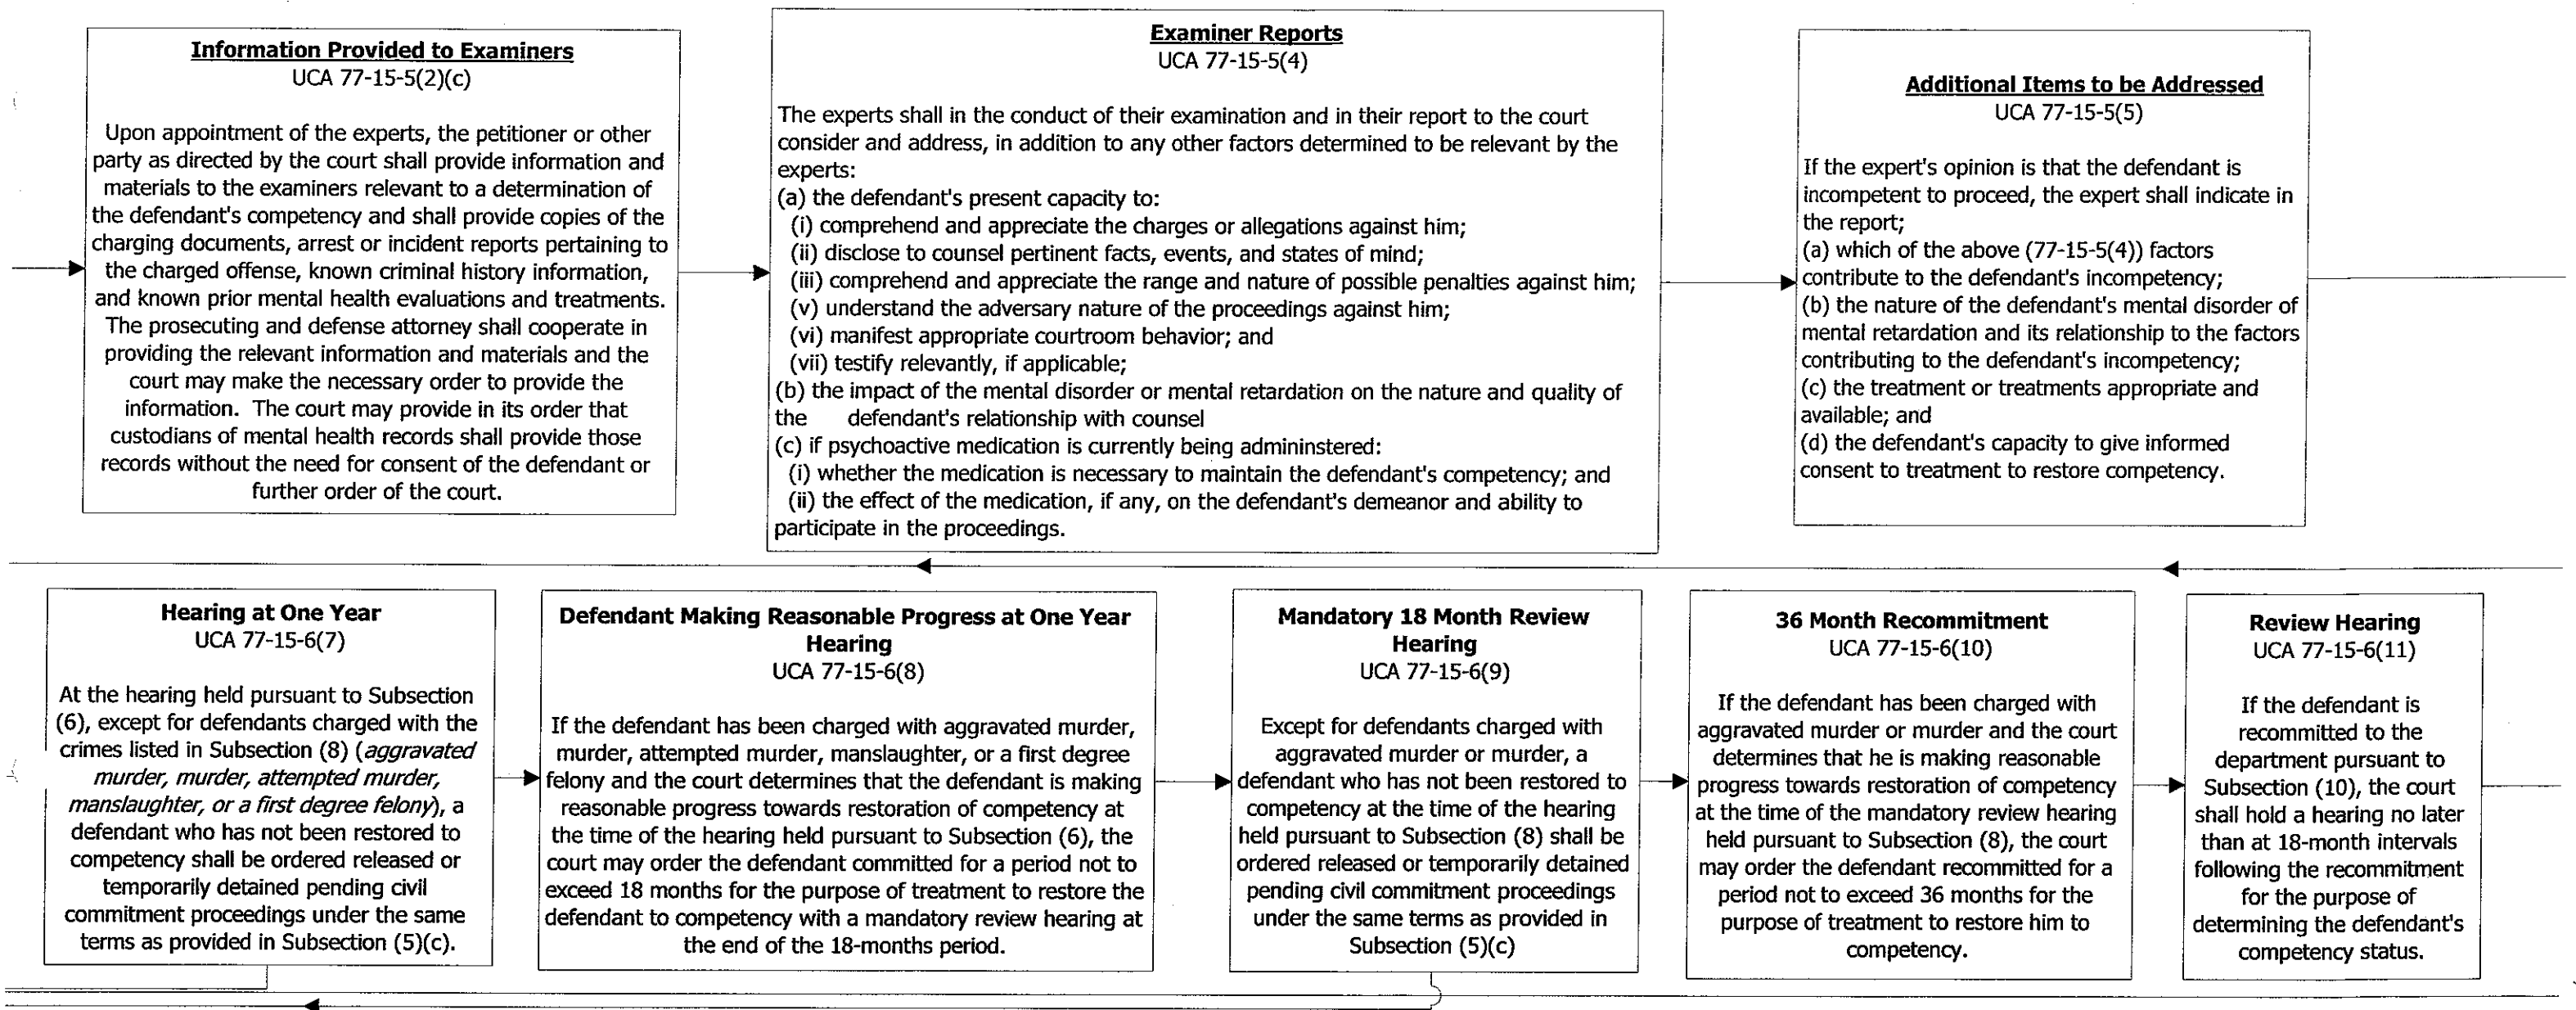 Information Provided to Examiners
UCA 77-15-5(2)(c)
Upon appointment of the experts, the petitioner or other
party as directed by the court shall provide information and
materials to the examiners relevant to a determination of
the defendant's competency and shall provide copies of the
charging documents, arrest or incident reports pertaining to
the charged offense, known criminal history information,
and known prior mental health evaluations and treatments.
The prosecuting and defense attorney shall cooperate in
providing the relevant information and materials and the
court may make the necessary order to provide the
information. The court may provide in its order that
custodians of mental health records shall provide those
records without the need for consent of the defendant or
further order of the court.
Examiner Reports
UCA 77-15-5(4)
The experts shall in the conduct of their examination and in their report to the court
consider and address, in addition to any other factors determined to be relevant by the
experts:
(a) the defendant's present capacity to:
(i) comprehend and appreciate the charges or allegations against him;
(ii) disclose to counsel pertinent facts, events, and states of mind;
(iii) comprehend and appreciate the range and nature of possible penalties against him;
(v) understand the adversary nature of the proceedings against him;
(vi) manifest appropriate courtroom behavior; and
(vii) testify relevantly, if applicable;
(b) the impact of the mental disorder or mental retardation on the nature and quality of
the defendant's relationship with counsel
(c) if psychoactive medication is currently being admininstered:
(i) whether the medication is necessary to maintain the defendant's competency; and
(ii) the effect of the medication, if any, on the defendant's demeanor and ability to
participate in the proceedings.
Additional Items to be Addressed
UCA 77-15-5(5)
If the expert's opinion is that the defendant is
incompetent to proceed, the expert shall indicate in
the report;
(a) which of the above (77-15-5(4)) factors
contribute to the defendant's incompetency;
(b) the nature of the defendant's mental disorder of
mental retardation and its relationship to the factors
contributing to the defendant's incompetency;
(c) the treatment or treatments appropriate and
available; and
(d) the defendant's capacity to give informed
consent to treatment to restore competency.
Hearing at One Year
UCA 77-15-6(7)
At the hearing held pursuant to Subsection
(6), except for defendants charged with the
crimes listed in Subsection (8) (aggravated
murder, murder, attempted murder,
manslaughter, or a first degree felony), a
defendant who has not been restored to
competency shall be ordered released or
temporarily detained pending civil
commitment proceedings under the same
terms as provided in Subsection (5)(c).
Defendant Making Reasonable Progress at One Year
Hearing
UCA 77-15-6(8)
If the defendant has been charged with aggravated murder,
murder, attempted murder, manslaughter, or a first degree
felony and the court determines that the defendant is making
reasonable progress towards restoration of competency at
the time of the hearing held pursuant to Subsection (6), the
court may order the defendant committed for a period not to
exceed 18 months for the purpose of treatment to restore the
defendant to competency with a mandatory review hearing at
the end of the 18-months period.
Mandatory 18 Month Review
Hearing
UCA 77-15-6(9)
Except for defendants charged with
aggravated murder or murder, a
defendant who has not been restored to
competency at the time of the hearing
held pursuant to Subsection (8) shall be
ordered released or temporarily detained
pending civil commitment proceedings
under the same terms as provided in
Subsection (5)(c)
36 Month Recommitment
UCA 77-15-6(10)
If the defendant has been charged with
aggravated murder or murder and the court
determines that he is making reasonable
progress towards restoration of competency
at the time of the mandatory review hearing
held pursuant to Subsection (8), the court
may order the defendant recommitted for a
period not to exceed 36 months for the
purpose of treatment to restore him to
competency.
Review Hearing
UCA 77-15-6(11)
If the defendant is
recommitted to the
department pursuant to
Subsection (10), the court
shall hold a hearing no later
than at 18-month intervals
following the recommitment
for the purpose of
determining the defendant's
competency status.